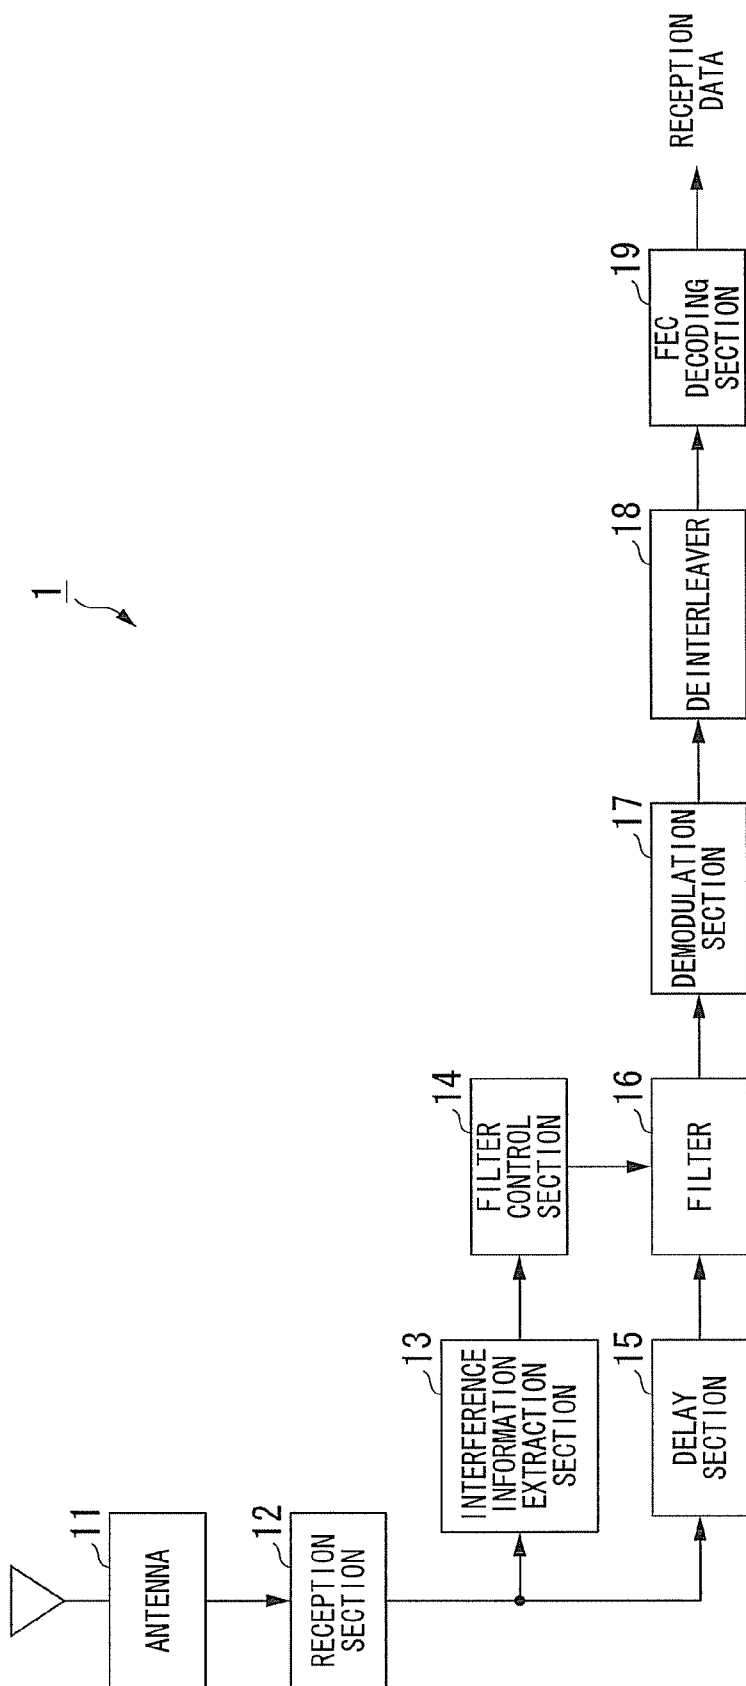 1
11
ANTENNA
12
RECEPTION
SECTION
13
INTERFERENCE
INFORMATION
EXTRACTION
SECTION
14
FILTER
CONTROL
SECTION
15
DELAY
SECTION
16
FILTER
17
DEMODULATION
SECTION
18
DEINTERLEAVER
19
FEC
DECODING
SECTION
RECEPTION
DATA